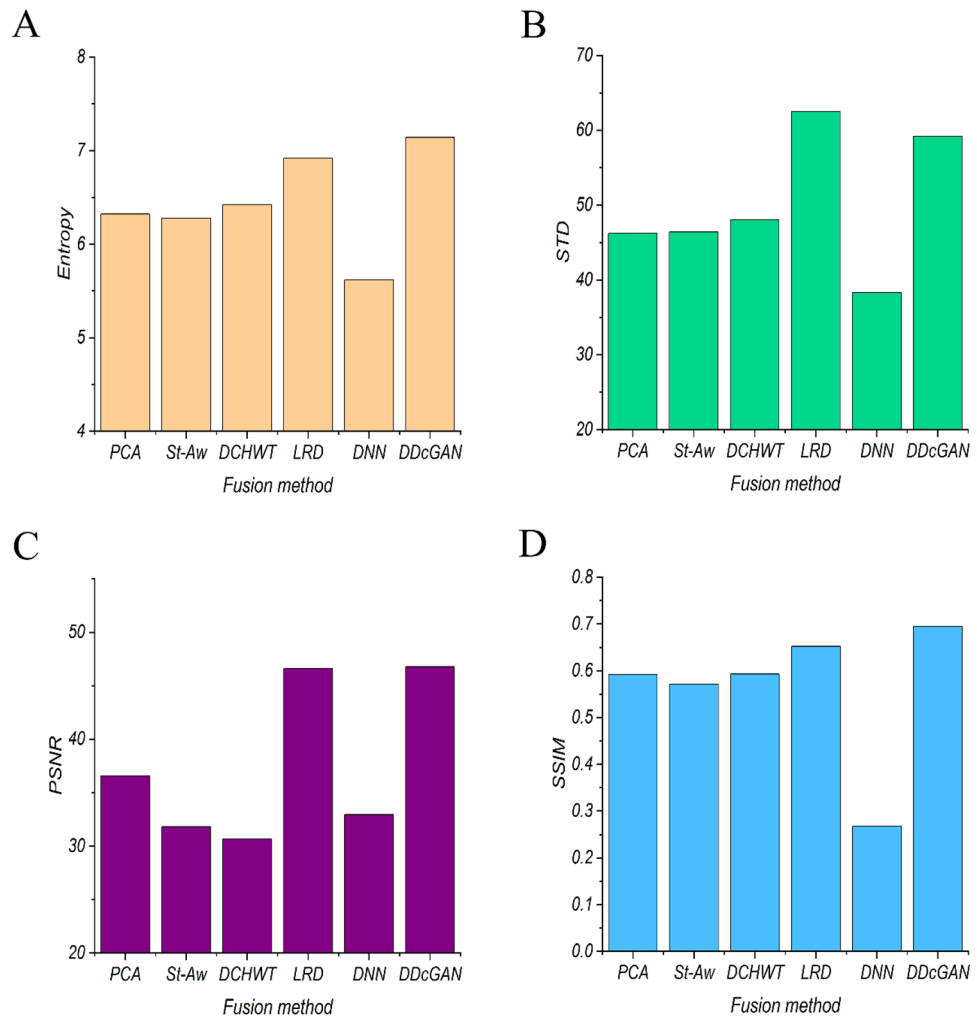 A
8
7
6
5
4
Entropy
PCA St-Aw DCHWT LRD DNN DDcGAN
Fusion method
B
70
60
50
40
30
20
STD
PCA St-Aw DCHWT LRD DNN DDcGAN
Fusion method
C
50
40
30
20
PSNR
PCA St-Aw DCHWT LRD DNN DDcGAN
Fusion method
D
0.8
0.7
0.6
0.5
0.4
0.3
0.2
0.1
0.0
SSIM
PCA St-Aw DCHWT LRD DNN DDcGAN
Fusion method